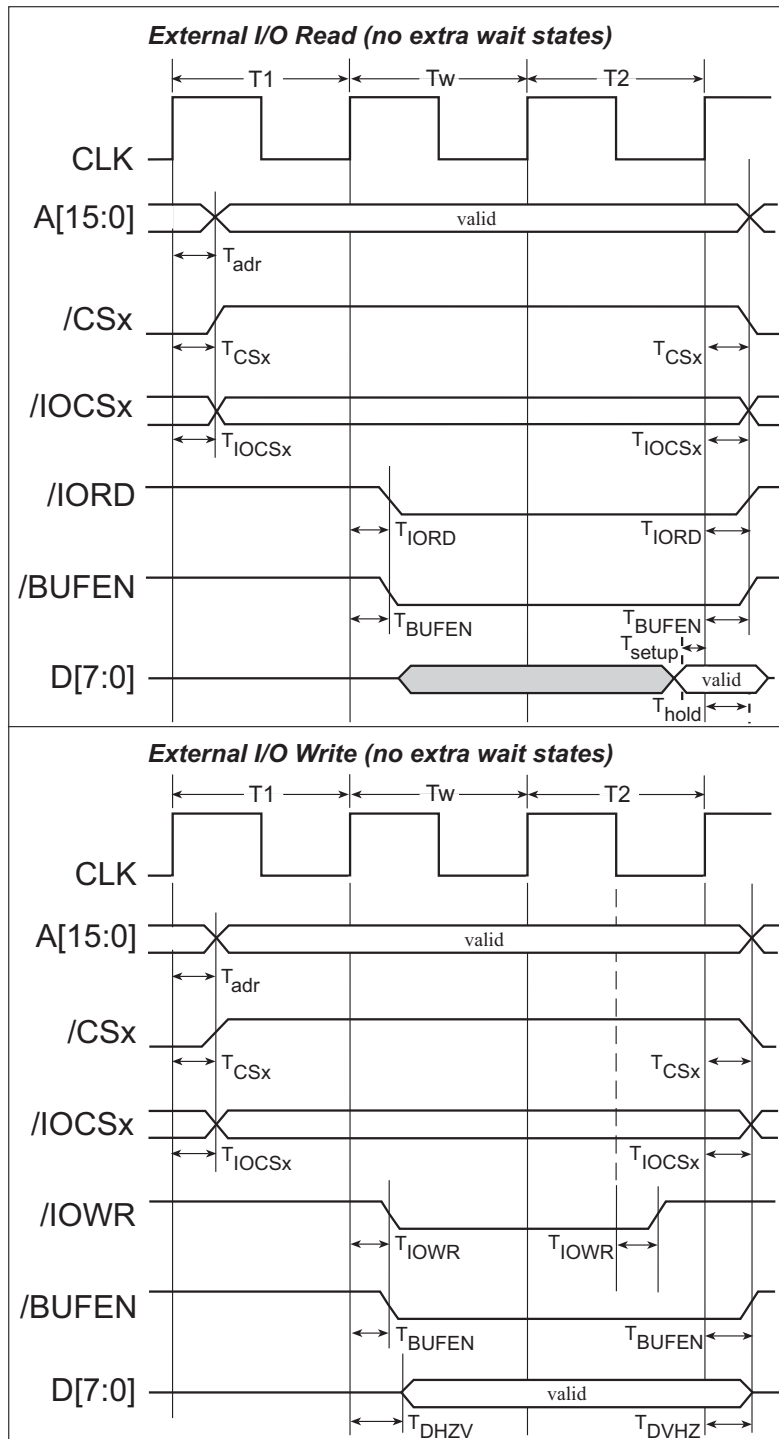 External I/O Read (no extra wait states)
T1 Tw T2
CLK
A[15:0] valid
Tadr
/CSx
TCSx TCSx
/IOCSx
TIOCSx TIOCSx
/IORD
TIORD TIORD
/BUFEN
TBUFEN TBUFEN
Tsetup
D[7:0] valid
Thold
External I/O Write (no extra wait states)
T1 Tw T2
CLK
A[15:0] valid
Tadr
/CSx
TCSx TCSx
/IOCSx
TIOCSx TIOCSx
/IOWR
TIOWR TIOWR
/BUFEN
TBUFEN TBUFEN
D[7:0] valid
TDHZV TDVHZ